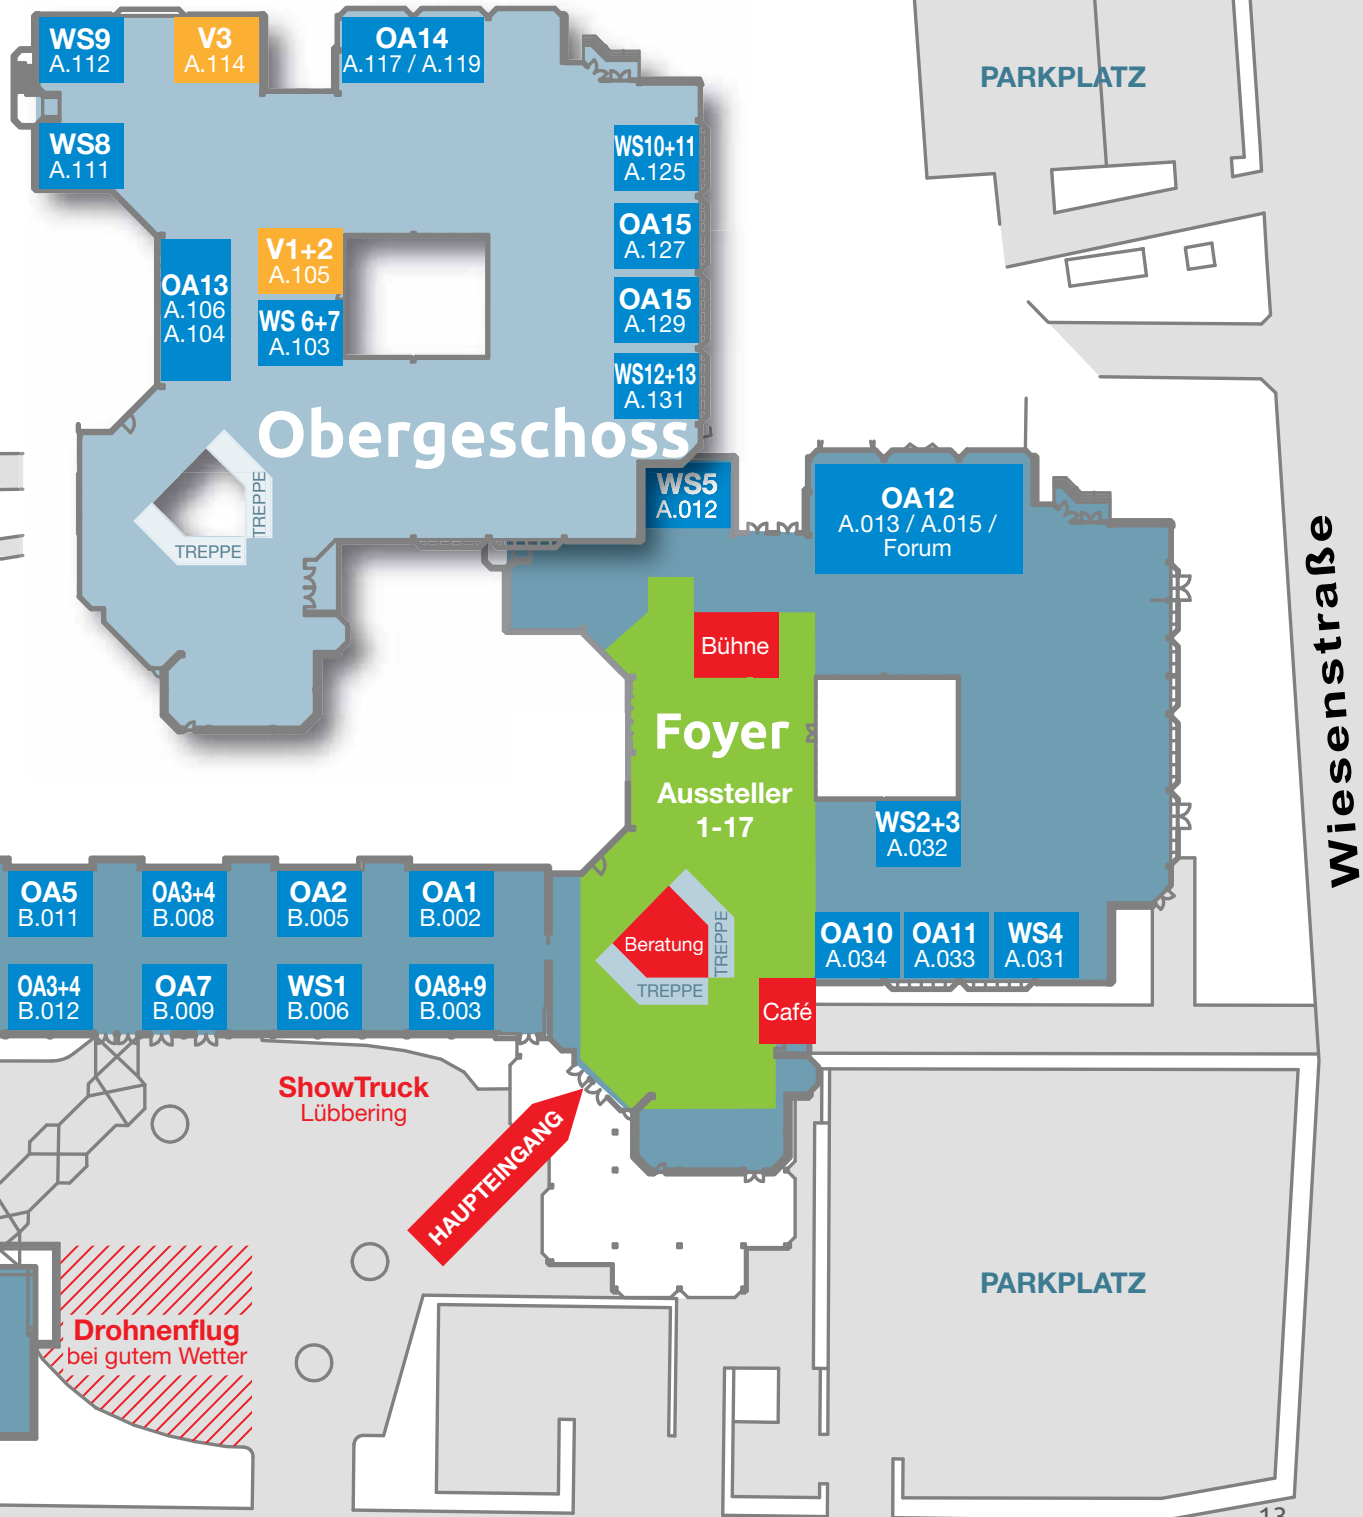 WS9
A.112
V3
A.114
OA14
A.117 / A.119
PARKPLATZ
WS8
A.111
WS10+11
A.125
OA15
A.127
V1+2
A.105
OA13
A.106
A.104
WS 6+7
A.103
OA15
A.129
WS12+13
A.131
Obergeschoss
TREPPE
TREPPE
WS5
A.012
OA12
A.013 / A.015 /
Forum
Wiesenstraße
Bühne
Foyer
Aussteller
1-17
WS2+3
A.032
OA5
B.011
OA3+4
B.008
OA2
B.005
OA1
B.002
Beratung
TREPPE
TREPPE
OA10
A.034
OA11
A.033
WS4
A.031
OA3+4
B.012
OA7
B.009
WS1
B.006
OA8+9
B.003
Café
ShowTruck
Lübbering
HAUPTEINGANG
PARKPLATZ
Drohnenflug
bei gutem Wetter
13